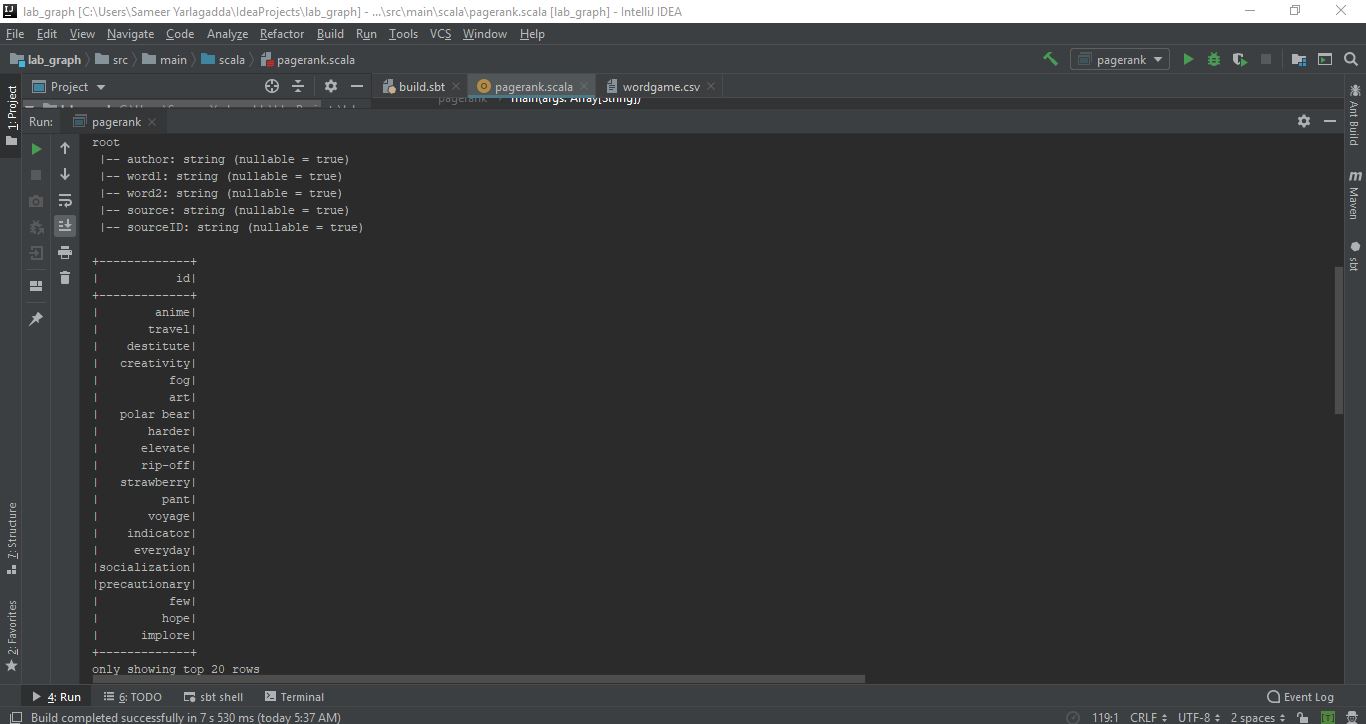 lab_graph [C:\Users\Sameer Yarlagadda\IdeaProjects\lab_graph] - ...\src\main\scala\pagerank.scala [lab_graph] - IntelliJ IDEA
File Edit View Navigate Code Analyze Refactor Build Run Tools VCS Window Help
lab_graph src main scala pagerank.scala pagerank
1: Project
Project build.sbt pagerank.scala wordgame.csv
pagerank main(args: Array[String])
Run: pagerank
Ant Build
Maven
sbt
root
|-- author: string (nullable = true)
|-- word1: string (nullable = true)
|-- word2: string (nullable = true)
|-- source: string (nullable = true)
|-- sourceID: string (nullable = true)
+-------------+
| id|
+-------------+
| anime|
| travel|
| destitute|
| creativity|
| fog|
| art|
| polar bear|
| harder|
| elevate|
| rip-off|
| strawberry|
| pant|
| voyage|
| indicator|
| everyday|
|socialization|
|precautionary|
| few|
| hope|
| implore|
+-------------+
only showing top 20 rows
7: Structure
2: Favorites
4: Run 6: TODO sbt shell Terminal Event Log
Build completed successfully in 7 s 530 ms (today 5:37 AM) 119:1 CRLF UTF-8 2 spaces